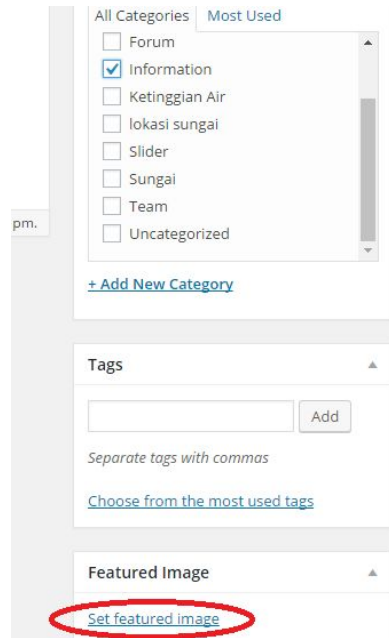 All Categories Most Used
Forum
Information
Ketinggian Air
lokasi sungai
Slider
Sungai
Team
pm.
Uncategorized
+ Add New Category
Tags
Add
Separate tags with commas
Choose from the most used tags
Featured Image
Set featured image